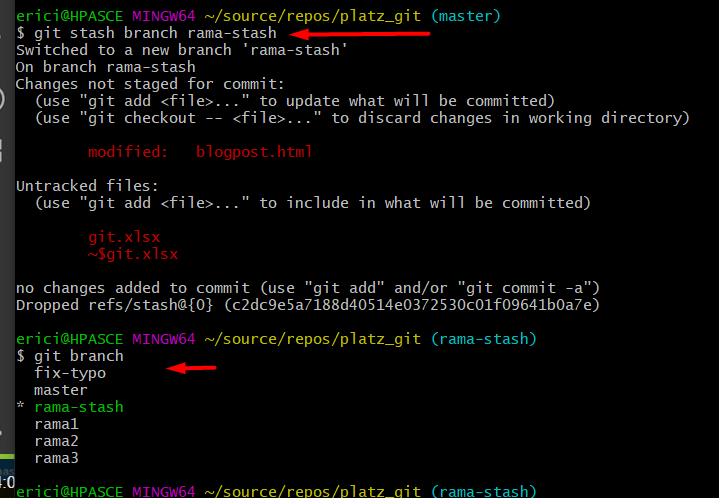 erici@HPASCE MINGW64 ~/source/repos/platz_git (master)
$ git stash branch rama-stash
Switched to a new branch 'rama-stash'
On branch rama-stash
Changes not staged for commit:
  (use "git add <file>..." to update what will be committed)
  (use "git checkout -- <file>..." to discard changes in working directory)
        modified:   blogpost.html
Untracked files:
  (use "git add <file>..." to include in what will be committed)
        git.xlsx
        ~$git.xlsx
no changes added to commit (use "git add" and/or "git commit -a")
Dropped refs/stash@{0} (c2dc9e5a7188d40514e0372530c01f09641b0a7e)
erici@HPASCE MINGW64 ~/source/repos/platz_git (rama-stash)
$ git branch
  fix-typo
  master
* rama-stash
  rama1
  rama2
  rama3
erici@HPASCE MINGW64 ~/source/repos/platz_git (rama-stash)